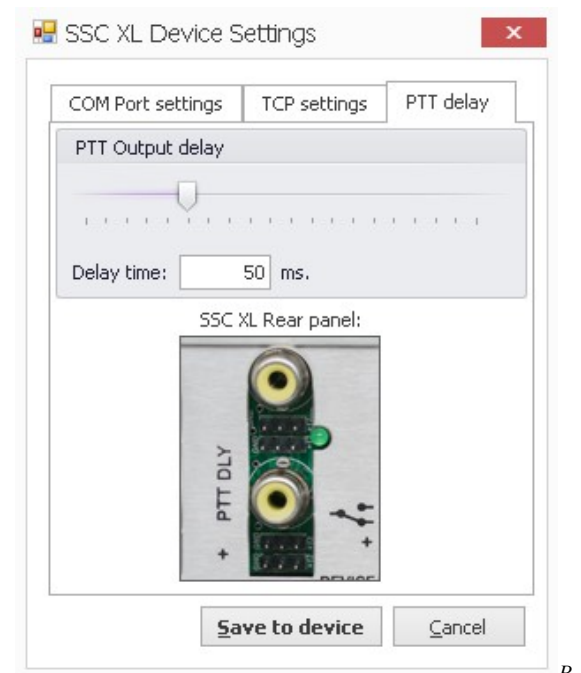 SSC XL Device Settings
COM Port settings TCP settings PTT delay
PTT Output delay
Delay time: 50 ms.
SSC XL Rear panel:
PTT DLY
+
+
Save to device Cancel